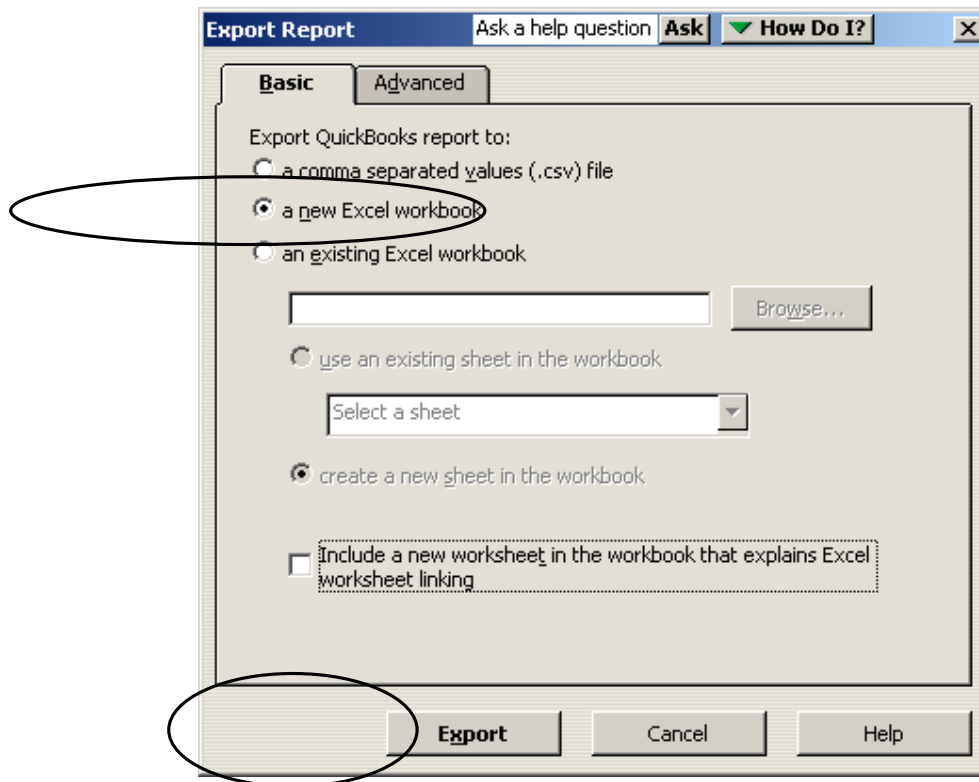 Export Report Ask a help question Ask How Do I?
Basic Advanced
Export QuickBooks report to:
a comma separated values (.csv) file
a new Excel workbook
an existing Excel workbook
Browse...
use an existing sheet in the workbook
Select a sheet
create a new sheet in the workbook
Include a new worksheet in the workbook that explains Excel
worksheet linking
Export Cancel Help